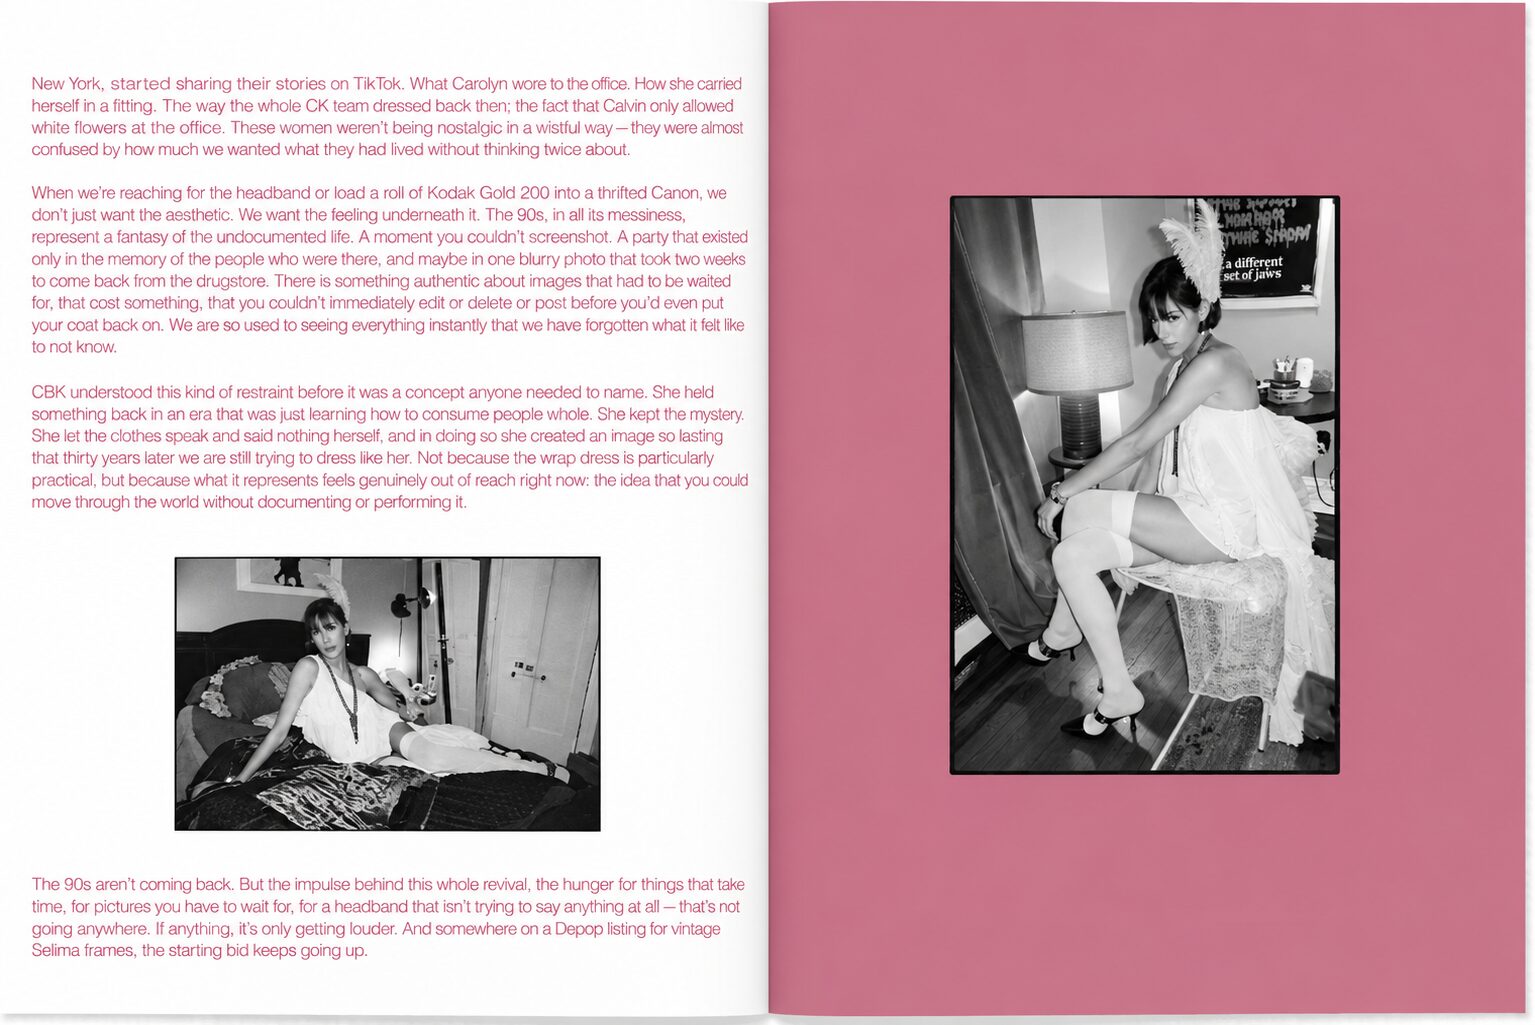 New York, started sharing their stories on TikTok. What Carolyn wore to the office. How she carried
herself in a fitting. The way the whole CK team dressed back then; the fact that Calvin only allowed
white flowers at the office. These women weren’t being nostalgic in a wistful way — they were almost
confused by how much we wanted what they had lived without thinking twice about.
When we’re reaching for the headband or load a roll of Kodak Gold 200 into a thrifted Canon, we
don’t just want the aesthetic. We want the feeling underneath it. The 90s, in all its messiness,
represent a fantasy of the undocumented life. A moment you couldn’t screenshot. A party that existed
only in the memory of the people who were there, and maybe in one blurry photo that took two weeks
to come back from the drugstore. There is something authentic about images that had to be waited
for, that cost something, that you couldn’t immediately edit or delete or post before you’d even put
your coat back on. We are so used to seeing everything instantly that we have forgotten what it felt like
to not know.
CBK understood this kind of restraint before it was a concept anyone needed to name. She held
something back in an era that was just learning how to consume people whole. She kept the mystery.
She let the clothes speak and said nothing herself, and in doing so she created an image so lasting
that thirty years later we are still trying to dress like her. Not because the wrap dress is particularly
practical, but because what it represents feels genuinely out of reach right now: the idea that you could
move through the world without documenting or performing it.
The 90s aren’t coming back. But the impulse behind this whole revival, the hunger for things that take
time, for pictures you have to wait for, for a headband that isn’t trying to say anything at all — that’s not
going anywhere. If anything, it’s only getting louder. And somewhere on a Depop listing for vintage
Selima frames, the starting bid keeps going up.
a different
set of jaws